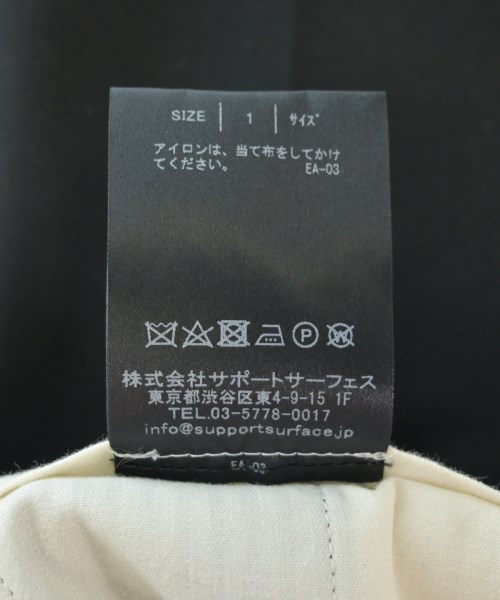 SIZE 1 サイズ
アイロンは、当て布をしてかけ
てください。 EA-03
P W
株式会社サポートサーフェス
東京都渋谷区東4-9-15 1F
TEL.03-5778-0017
info@supportsurface.jp
EA-03